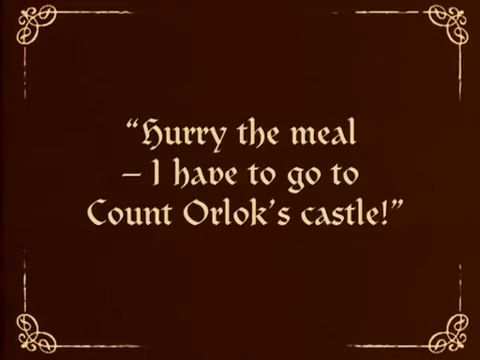 “Hurry the meal
– I have to go to
Count Orlok’s castle!”